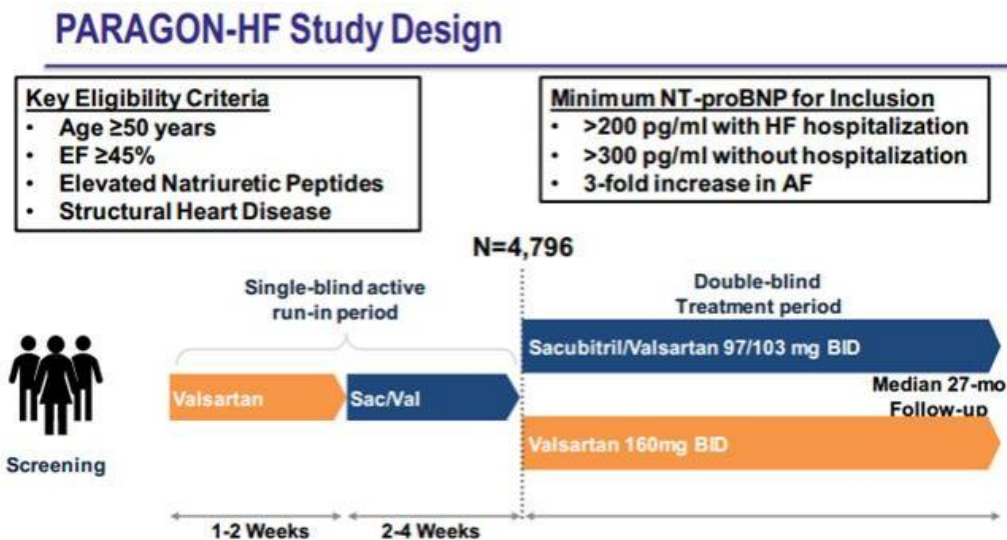 PARAGON-HF Study Design
Key Eligibility Criteria
• Age ≥50 years
• EF ≥45%
• Elevated Natriuretic Peptides
• Structural Heart Disease
Minimum NT-proBNP for Inclusion
• >200 pg/ml with HF hospitalization
• >300 pg/ml without hospitalization
• 3-fold increase in AF
N=4,796
Single-blind active
run-in period
Double-blind
Treatment period
Screening
Valsartan
Sac/Val
Sacubitril/Valsartan 97/103 mg BID
Median 27-mo
Follow-up
Valsartan 160mg BID
1-2 Weeks
2-4 Weeks